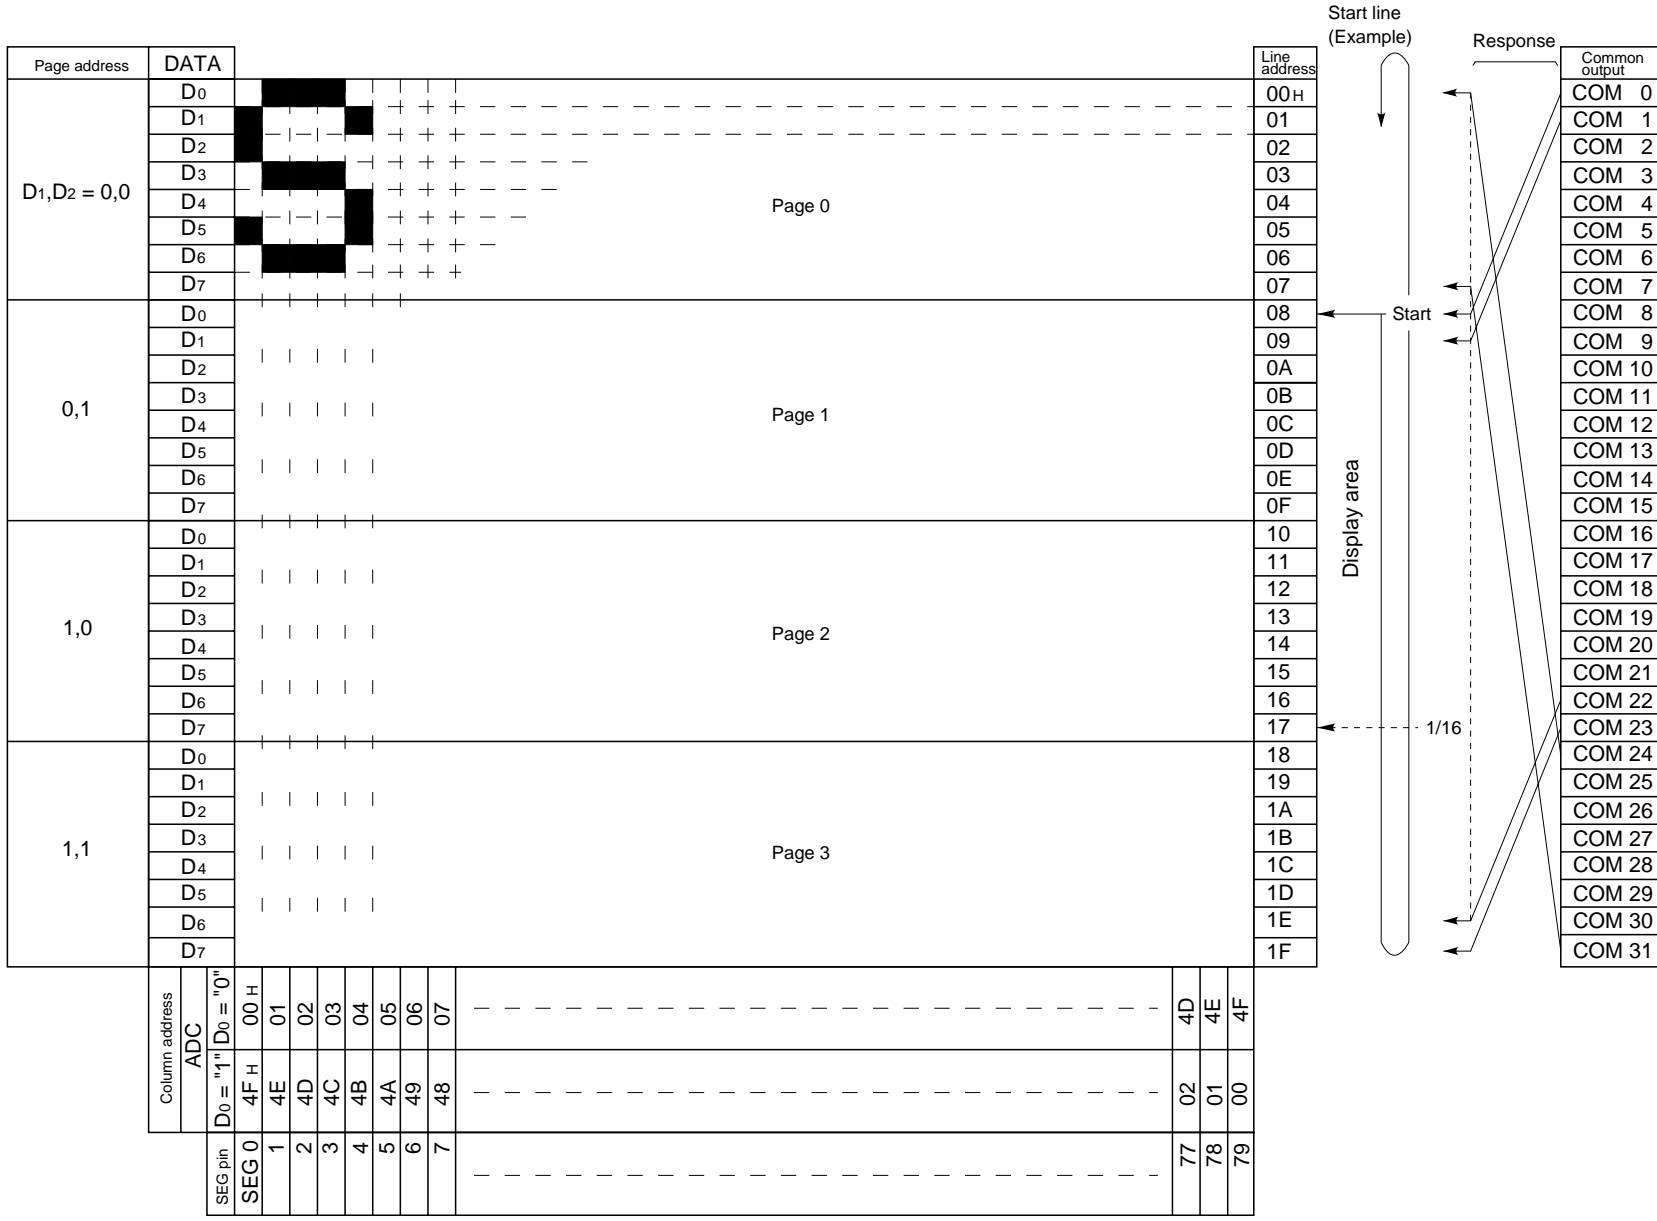 Start line
(Example)
Response
Page address DATA Line address Common output
D0 00 H COM 0
D1 01 COM 1
D2 02 COM 2
D3 03 COM 3
D1,D2 = 0,0 D4 Page 0 04 COM 4
D5 05 COM 5
D6 06 COM 6
D7 07 COM 7
D0 08 Start COM 8
D1 09 COM 9
D2 0A COM 10
D3 0B COM 11
0,1 Page 1
D4 0C COM 12
D5 0D COM 13
D6 0E COM 14
D7 0F COM 15
Display area
D0 10 COM 16
D1 11 COM 17
D2 12 COM 18
D3 13 COM 19
1,0 Page 2
D4 14 COM 20
D5 15 COM 21
D6 16 COM 22
D7 17 1/16 COM 23
D0 18 COM 24
D1 19 COM 25
D2 1A COM 26
D3 1B COM 27
1,1 Page 3
D4 1C COM 28
D5 1D COM 29
D6 1E COM 30
D7 1F COM 31
Column address
ADC
D0 = "0" 00 H 01 02 03 04 05 06 07 4D 4E 4F
D0 = "1" 4F H 4E 4D 4C 4B 4A 49 48 02 01 00
SEG pin SEG 0 1 2 3 4 5 6 7 77 78 79